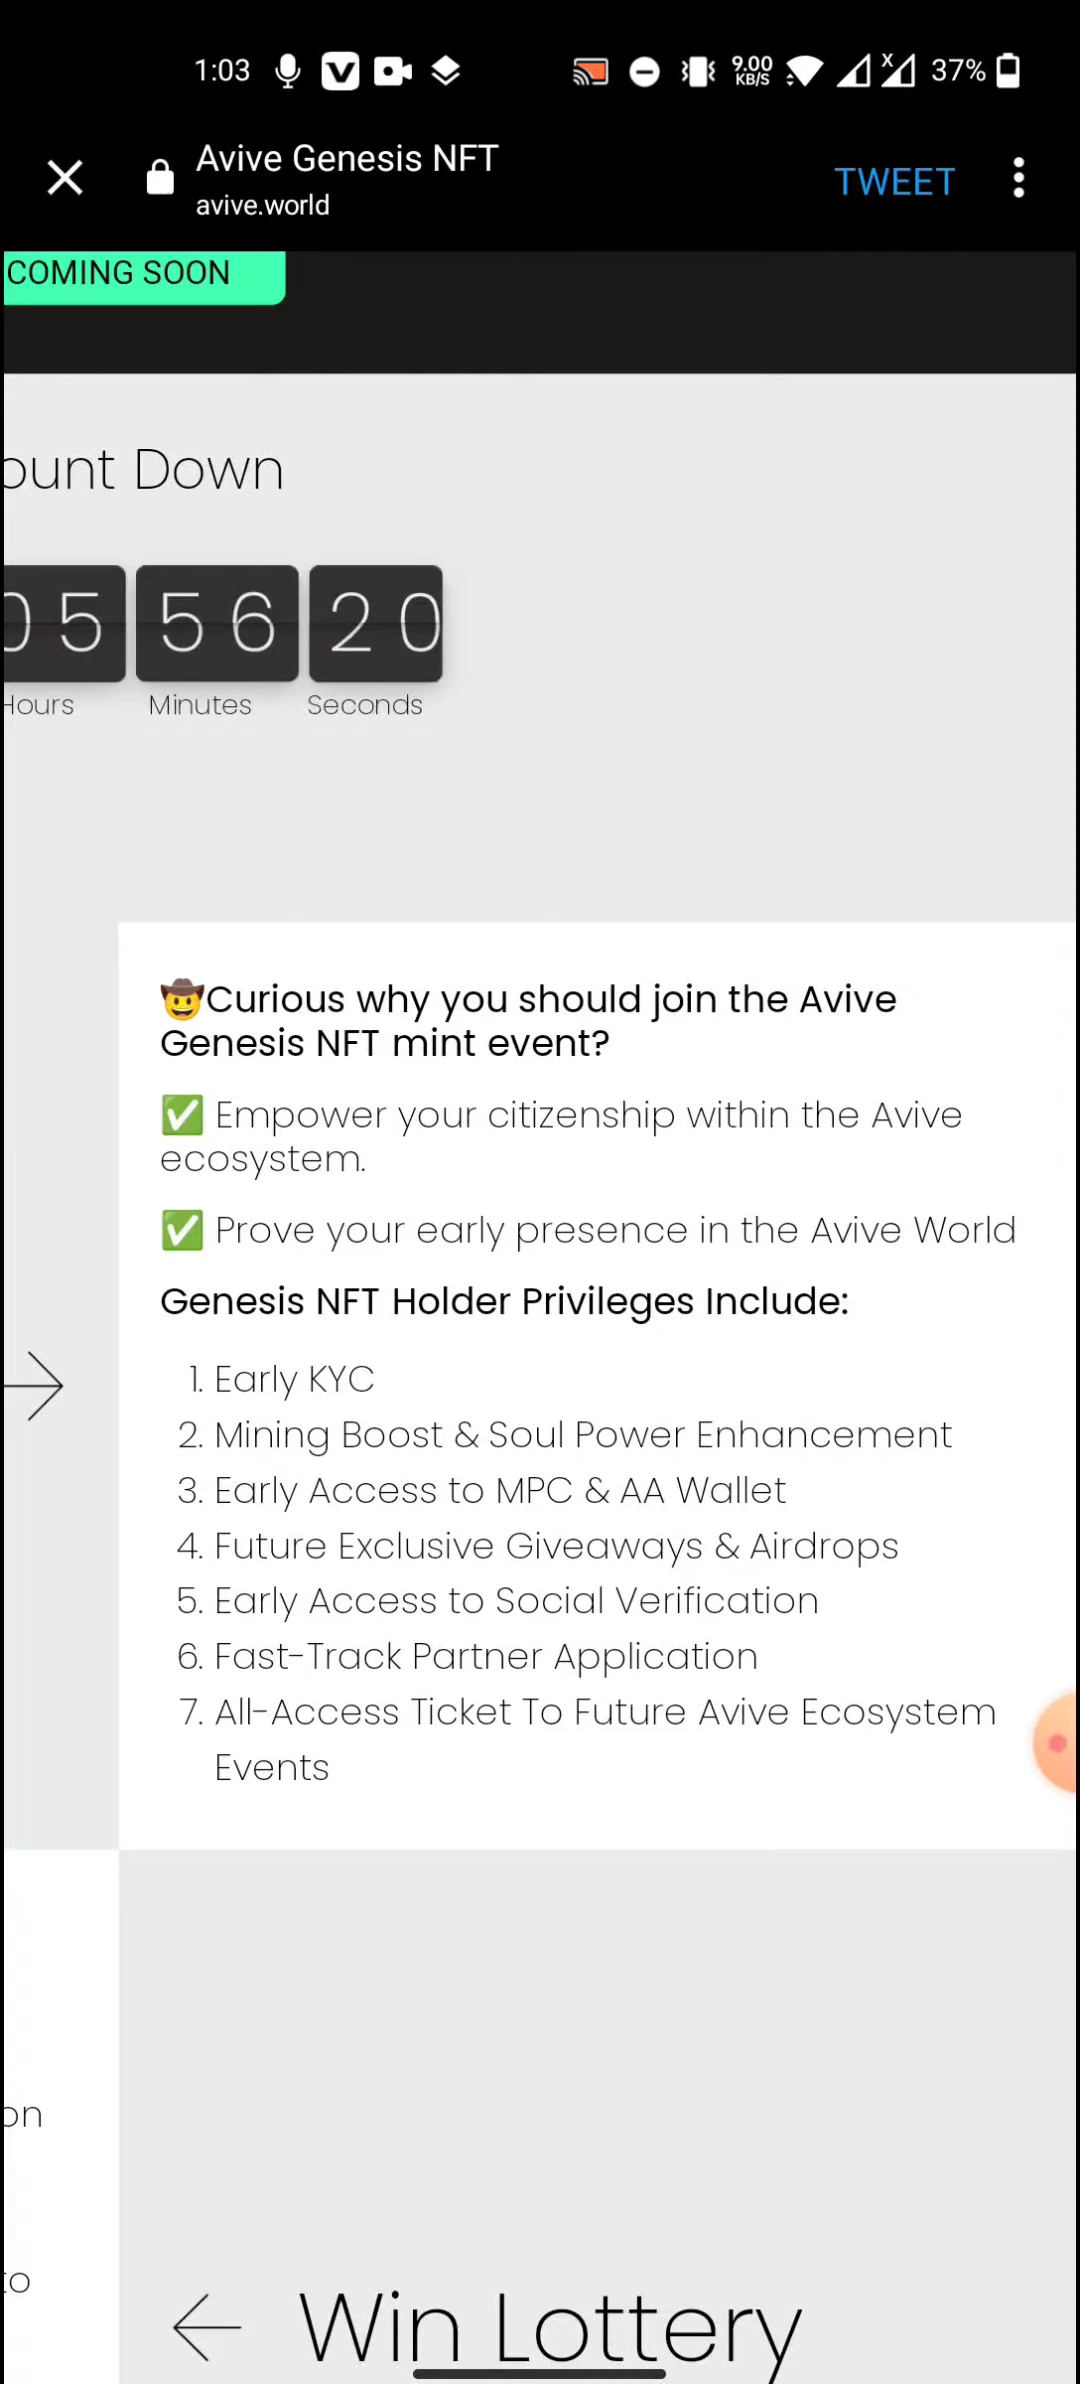 1:03
9.00
KB/S
37%
Avive Genesis NFT
avive.world
TWEET
COMING SOON
ount Down
05 56 20
Hours Minutes Seconds
🤠Curious why you should join the Avive
Genesis NFT mint event?
✅ Empower your citizenship within the Avive
ecosystem.
✅ Prove your early presence in the Avive World
Genesis NFT Holder Privileges Include:
1. Early KYC
2. Mining Boost & Soul Power Enhancement
3. Early Access to MPC & AA Wallet
4. Future Exclusive Giveaways & Airdrops
5. Early Access to Social Verification
6. Fast-Track Partner Application
7. All-Access Ticket To Future Avive Ecosystem
Events
on
to
Win Lottery